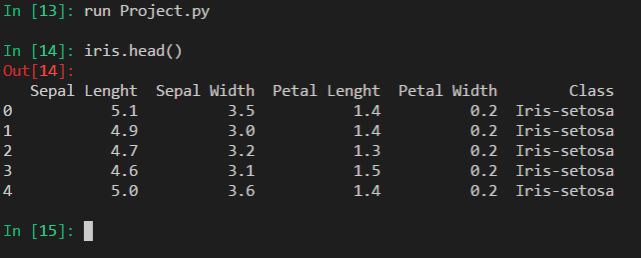 In [13]: run Project.py
In [14]: iris.head()
Out[14]:
Sepal Lenght Sepal Width Petal Lenght Petal Width Class
0 5.1 3.5 1.4 0.2 Iris-setosa
1 4.9 3.0 1.4 0.2 Iris-setosa
2 4.7 3.2 1.3 0.2 Iris-setosa
3 4.6 3.1 1.5 0.2 Iris-setosa
4 5.0 3.6 1.4 0.2 Iris-setosa
In [15]: